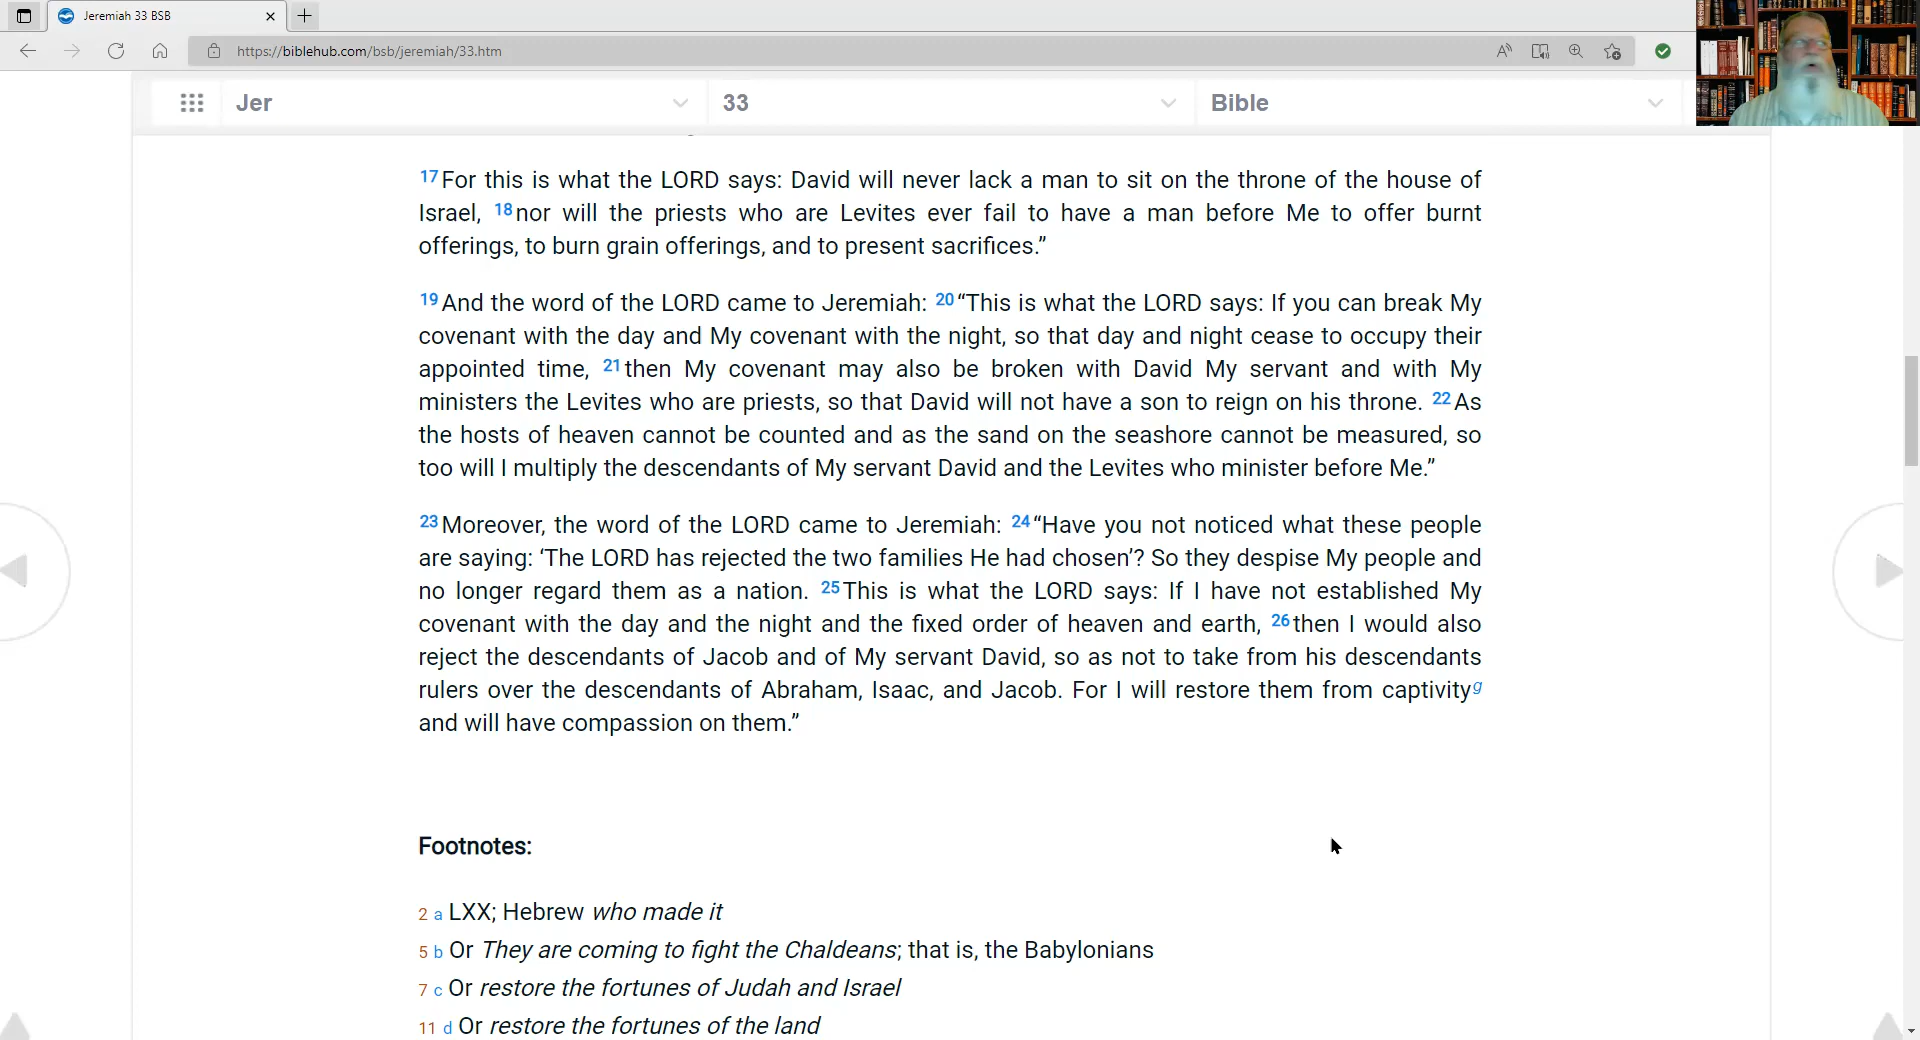 Jeremiah 33 BSB
https://biblehub.com/bsb/jeremiah/33.htm
Jer 33 Bible
17 For this is what the LORD says: David will never lack a man to sit on the throne of the house of
Israel, 18 nor will the priests who are Levites ever fail to have a man before Me to offer burnt
offerings, to burn grain offerings, and to present sacrifices.”
19 And the word of the LORD came to Jeremiah: 20 “This is what the LORD says: If you can break My
covenant with the day and My covenant with the night, so that day and night cease to occupy their
appointed time, 21 then My covenant may also be broken with David My servant and with My
ministers the Levites who are priests, so that David will not have a son to reign on his throne. 22 As
the hosts of heaven cannot be counted and as the sand on the seashore cannot be measured, so
too will I multiply the descendants of My servant David and the Levites who minister before Me.”
23 Moreover, the word of the LORD came to Jeremiah: 24 “Have you not noticed what these people
are saying: ‘The LORD has rejected the two families He had chosen’? So they despise My people and
no longer regard them as a nation. 25 This is what the LORD says: If I have not established My
covenant with the day and the night and the fixed order of heaven and earth, 26 then I would also
reject the descendants of Jacob and of My servant David, so as not to take from his descendants
rulers over the descendants of Abraham, Isaac, and Jacob. For I will restore them from captivity g
and will have compassion on them.”
Footnotes:
2 a LXX; Hebrew who made it
5 b Or They are coming to fight the Chaldeans; that is, the Babylonians
7 c Or restore the fortunes of Judah and Israel
11 d Or restore the fortunes of the land